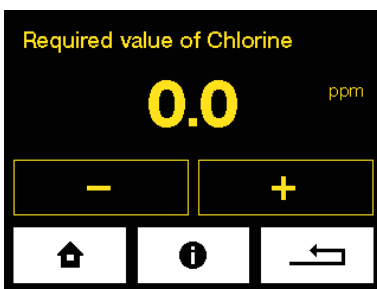 Required value of Chlorine
0.0 ppm
− +